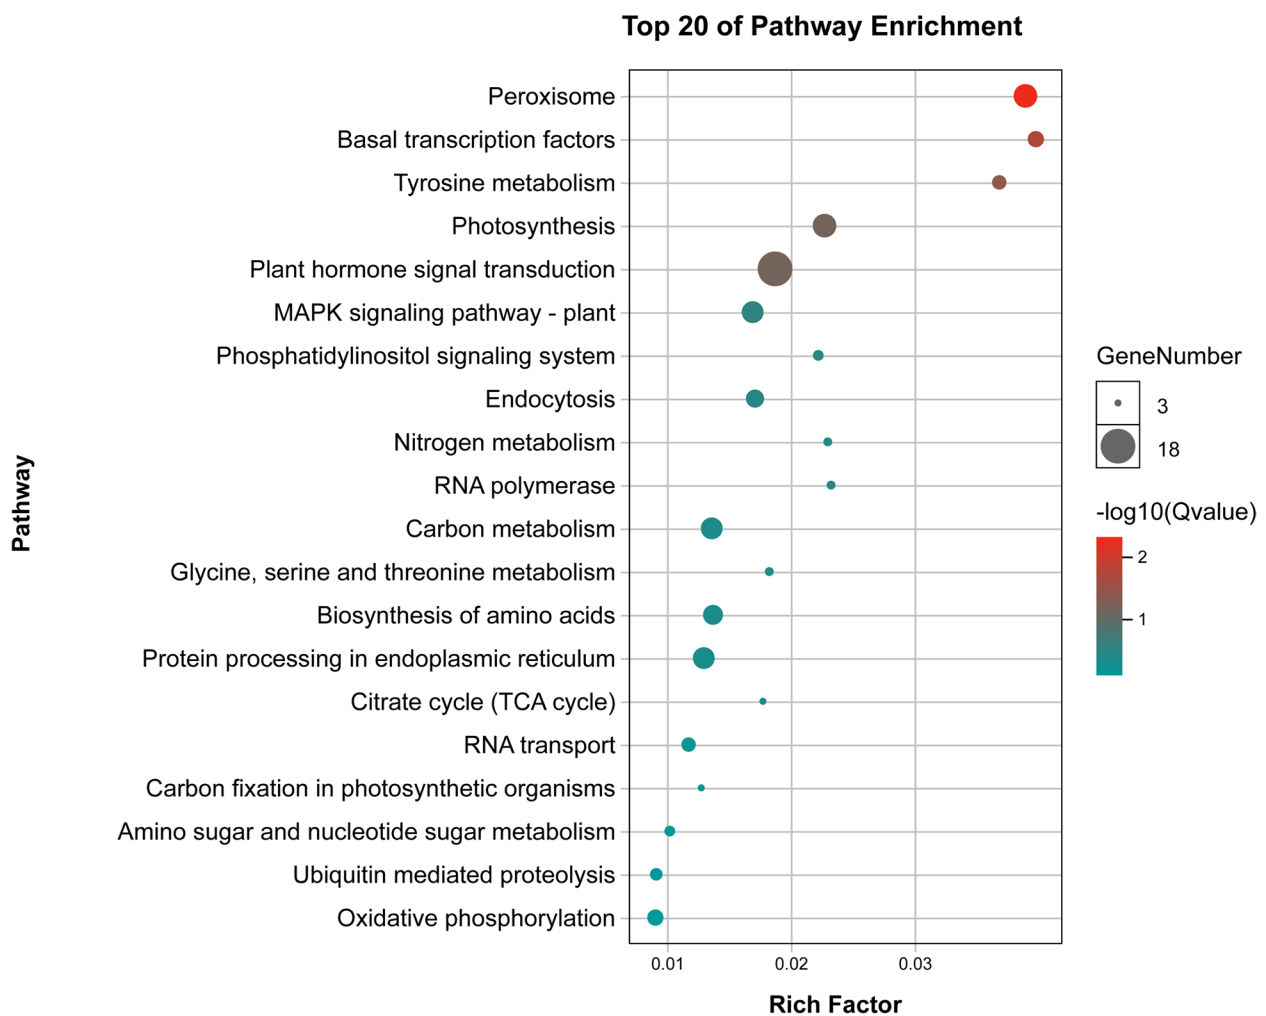 Top 20 of Pathway Enrichment
Peroxisome
Basal transcription factors
Tyrosine metabolism
Photosynthesis
Plant hormone signal transduction
MAPK signaling pathway - plant
Phosphatidylinositol signaling system
Endocytosis
Nitrogen metabolism
RNA polymerase
Carbon metabolism
Glycine, serine and threonine metabolism
Biosynthesis of amino acids
Protein processing in endoplasmic reticulum
Citrate cycle (TCA cycle)
RNA transport
Carbon fixation in photosynthetic organisms
Amino sugar and nucleotide sugar metabolism
Ubiquitin mediated proteolysis
Oxidative phosphorylation
Pathway
0.01
0.02
0.03
Rich Factor
GeneNumber
3
18
-log10(Qvalue)
2
1